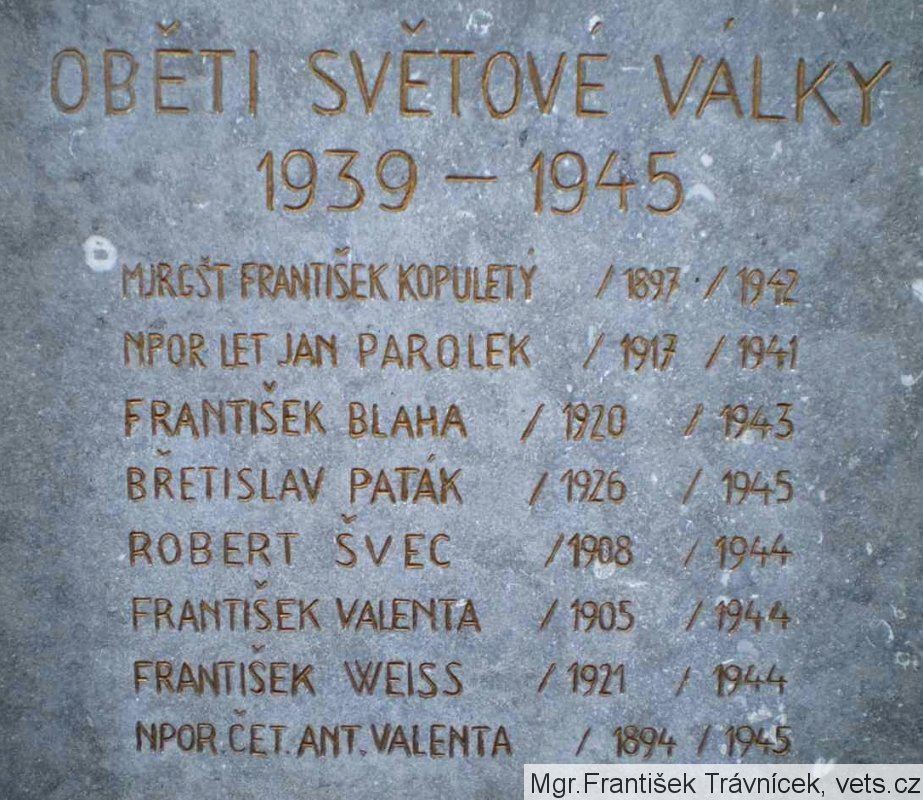 OBĚTI SVĚTOVÉ VÁLKY
1939 – 1945
MJRGŠT FRANTIŠEK KOPULETÝ / 1897 / 1942
NPOR LET JAN PAROLEK / 1917 / 1941
FRANTIŠEK BLAHA / 1920 / 1943
BŘETISLAV PATÁK / 1926 / 1945
ROBERT ŠVEC / 1908 / 1944
FRANTIŠEK VALENTA / 1905 / 1944
FRANTIŠEK WEISS / 1921 / 1944
NPOR. ČET. ANT. VALENTA / 1894 / 1945
Mgr.František Trávnícek, vets.cz